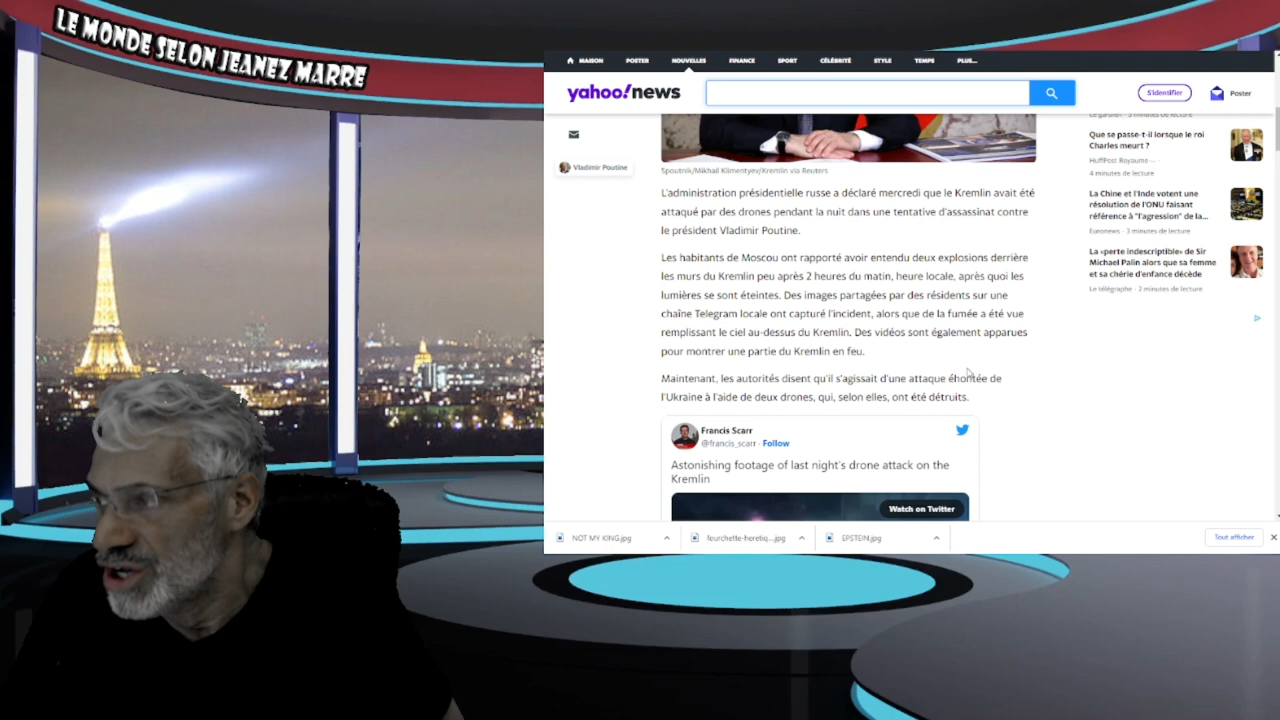 LE MONDE SELON JEANEZ MARRE
MAISON POSTER NOUVELLES FINANCE SPORT CÉLÉBRITÉ STYLE TEMPS PLUS...
yahoo!news
S'identifier
Poster
Vladimir Poutine
Spoutnik/Mikhail Klimentyev/Kremlin via Reuters
L'administration présidentielle russe a déclaré mercredi que le Kremlin avait été
attaqué par des drones pendant la nuit dans une tentative d'assassinat contre
le président Vladimir Poutine.
Les habitants de Moscou ont rapporté avoir entendu deux explosions derrière
les murs du Kremlin peu après 2 heures du matin, heure locale, après quoi les
lumières se sont éteintes. Des images partagées par des résidents sur une
chaîne Telegram locale ont capturé l'incident, alors que de la fumée a été vue
remplissant le ciel au-dessus du Kremlin. Des vidéos sont également apparues
pour montrer une partie du Kremlin en feu.
Maintenant, les autorités disent qu'il s'agissait d'une attaque éhontée de
l'Ukraine à l'aide de deux drones, qui, selon elles, ont été détruits.
Francis Scarr
@francis_scarr · Follow
Astonishing footage of last night's drone attack on the
Kremlin
Watch on Twitter
Que se passe-t-il lorsque le roi
Charles meurt ?
HuffPost Royaume-···
4 minutes de lecture
La Chine et l'Inde votent une
résolution de l'ONU faisant
référence à "l'agression" de la...
Euronews · 3 minutes de lecture
La «perte indescriptible» de Sir
Michael Palin alors que sa femme
et sa chérie d'enfance décède
Le télégraphe · 2 minutes de lecture
NOT MY KING.jpg
fourchette-heretiq....jpg
EPSTEIN.jpg
Tout afficher